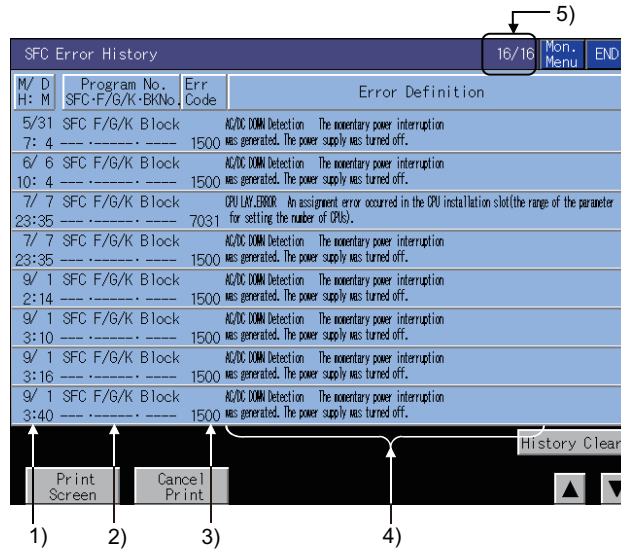 5)
SFC Error History 16/16 Mon. Menu END
M/ D Program No. Err Error Definition
H: M SFC·F/G/K·BKNo. Code
5/31 SFC F/G/K Block AC/DC DOWN Detection The momentary power interruption
7: 4 --- ·-----· ---- 1500 was generated. The power supply was turned off.
6/ 6 SFC F/G/K Block AC/DC DOWN Detection The momentary power interruption
10: 4 --- ·-----· ---- 1500 was generated. The power supply was turned off.
7/ 7 SFC F/G/K Block CPU LAY.ERROR An assignment error occurred in the CPU installation slot(the range of the parameter
23:35 --- ·-----· ---- 7031 for setting the number of CPUs).
7/ 7 SFC F/G/K Block AC/DC DOWN Detection The momentary power interruption
23:35 --- ·-----· ---- 1500 was generated. The power supply was turned off.
9/ 1 SFC F/G/K Block AC/DC DOWN Detection The momentary power interruption
2:14 --- ·-----· ---- 1500 was generated. The power supply was turned off.
9/ 1 SFC F/G/K Block AC/DC DOWN Detection The momentary power interruption
3:10 --- ·-----· ---- 1500 was generated. The power supply was turned off.
9/ 1 SFC F/G/K Block AC/DC DOWN Detection The momentary power interruption
3:16 --- ·-----· ---- 1500 was generated. The power supply was turned off.
9/ 1 SFC F/G/K Block AC/DC DOWN Detection The momentary power interruption
3:40 --- ·-----· ---- 1500 was generated. The power supply was turned off.
History Clear
Print Cancel
Screen Print ▲ ▼
1) 2) 3) 4)